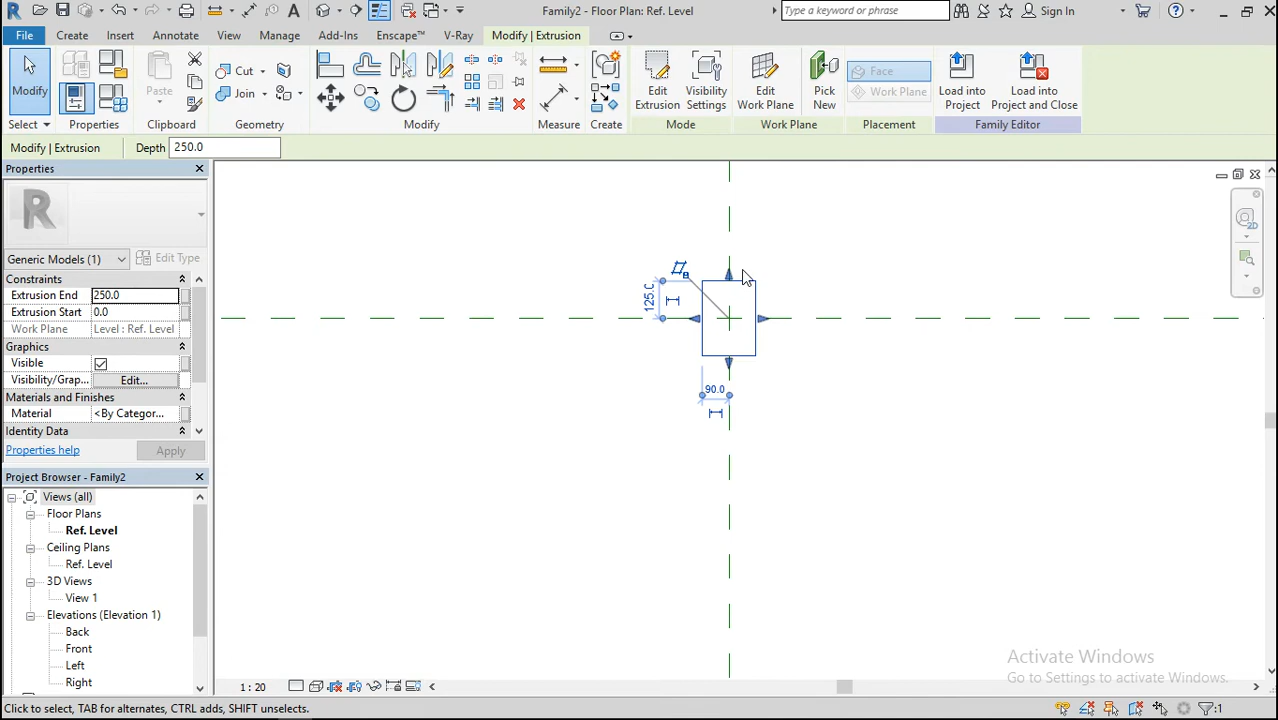 Family2 - Floor Plan: Ref. Level
Type a keyword or phrase
Sign In
File Create Insert Annotate View Manage Add-Ins Enscape™ V-Ray Modify | Extrusion
Modify
Paste
Cut
Join
Edit Extrusion
Visibility Settings
Edit Work Plane
Pick New
Face
Work Plane
Load into Project
Load into Project and Close
Select Properties Clipboard Geometry Modify Measure Create Mode Work Plane Placement Family Editor
Modify | Extrusion Depth 250.0
Properties
Generic Models (1) Edit Type
Constraints
Extrusion End 250.0
Extrusion Start 0.0
Work Plane Level : Ref. Level
Graphics
Visible
Visibility/Grap... Edit...
Materials and Finishes
Material <By Categor...
Identity Data
Properties help Apply
Project Browser - Family2
Views (all)
Floor Plans
Ref. Level
Ceiling Plans
Ref. Level
3D Views
View 1
Elevations (Elevation 1)
Back
Front
Left
Right
125.0
90.0
2D
Activate Windows
Go to Settings to activate Windows.
1 : 20
Click to select, TAB for alternates, CTRL adds, SHIFT unselects.
:1